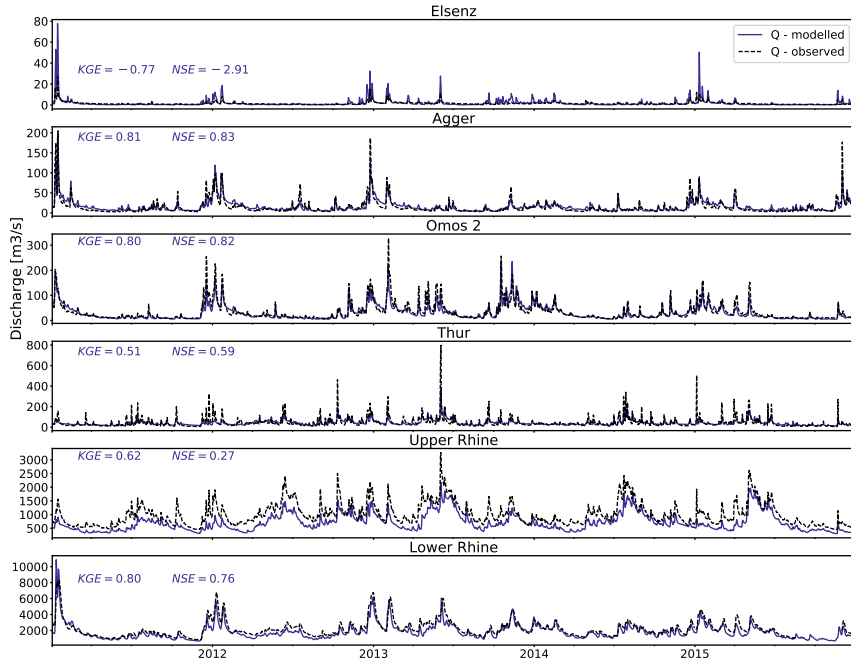 Elsenz
80
60
40
20
0
KGE = −0.77 NSE = −2.91
Q - modelled
Q - observed
Agger
200
150
100
50
0
KGE = 0.81 NSE = 0.83
Omos 2
300
200
100
0
KGE = 0.80 NSE = 0.82
Discharge [m3/s]
Thur
800
600
400
200
0
KGE = 0.51 NSE = 0.59
Upper Rhine
3000
2500
2000
1500
1000
500
KGE = 0.62 NSE = 0.27
Lower Rhine
10000
8000
6000
4000
2000
KGE = 0.80 NSE = 0.76
2012 2013 2014 2015